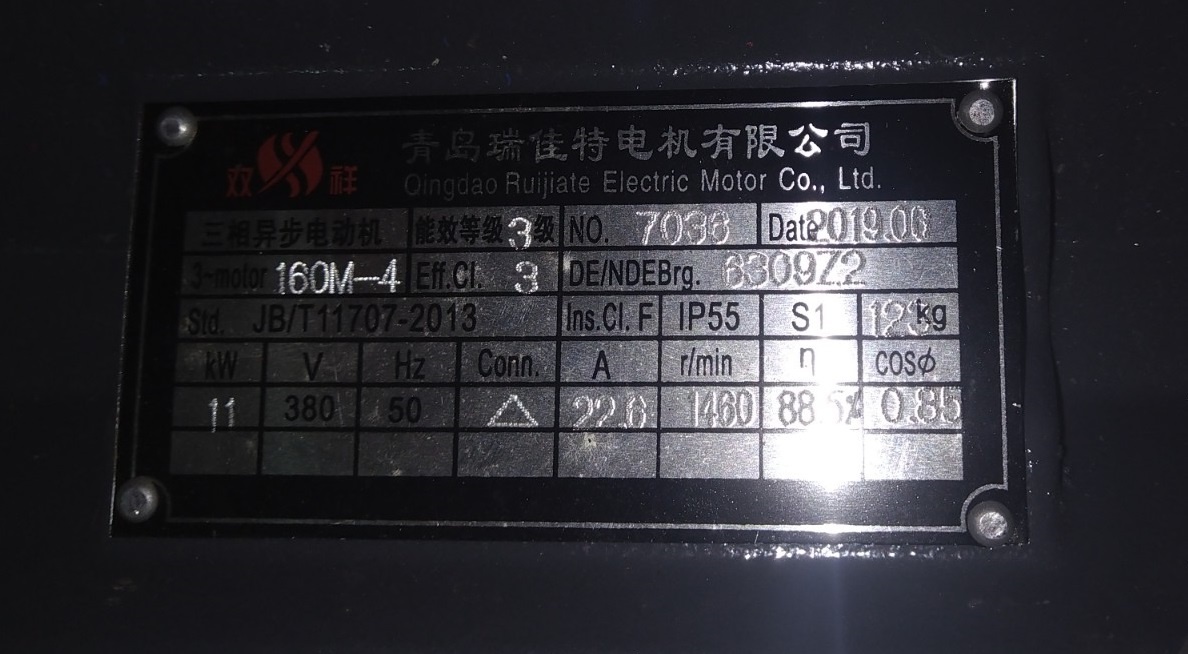 青岛瑞佳特电机有限公司
双祥 Qingdao Ruijiate Electric Motor Co., Ltd.
三相异步电动机 能效等级 3 级 NO. 7036 Date 2019.06
3~motor 160M-4 Eff.Cl. 3 DE/NDEBrg. 6309Z2
Std. JB/T11707-2013 Ins.Cl. F IP55 S1 kg
kW V Hz Conn. A r/min η cosϕ
11 380 50 △ 22.6 1460 0.85